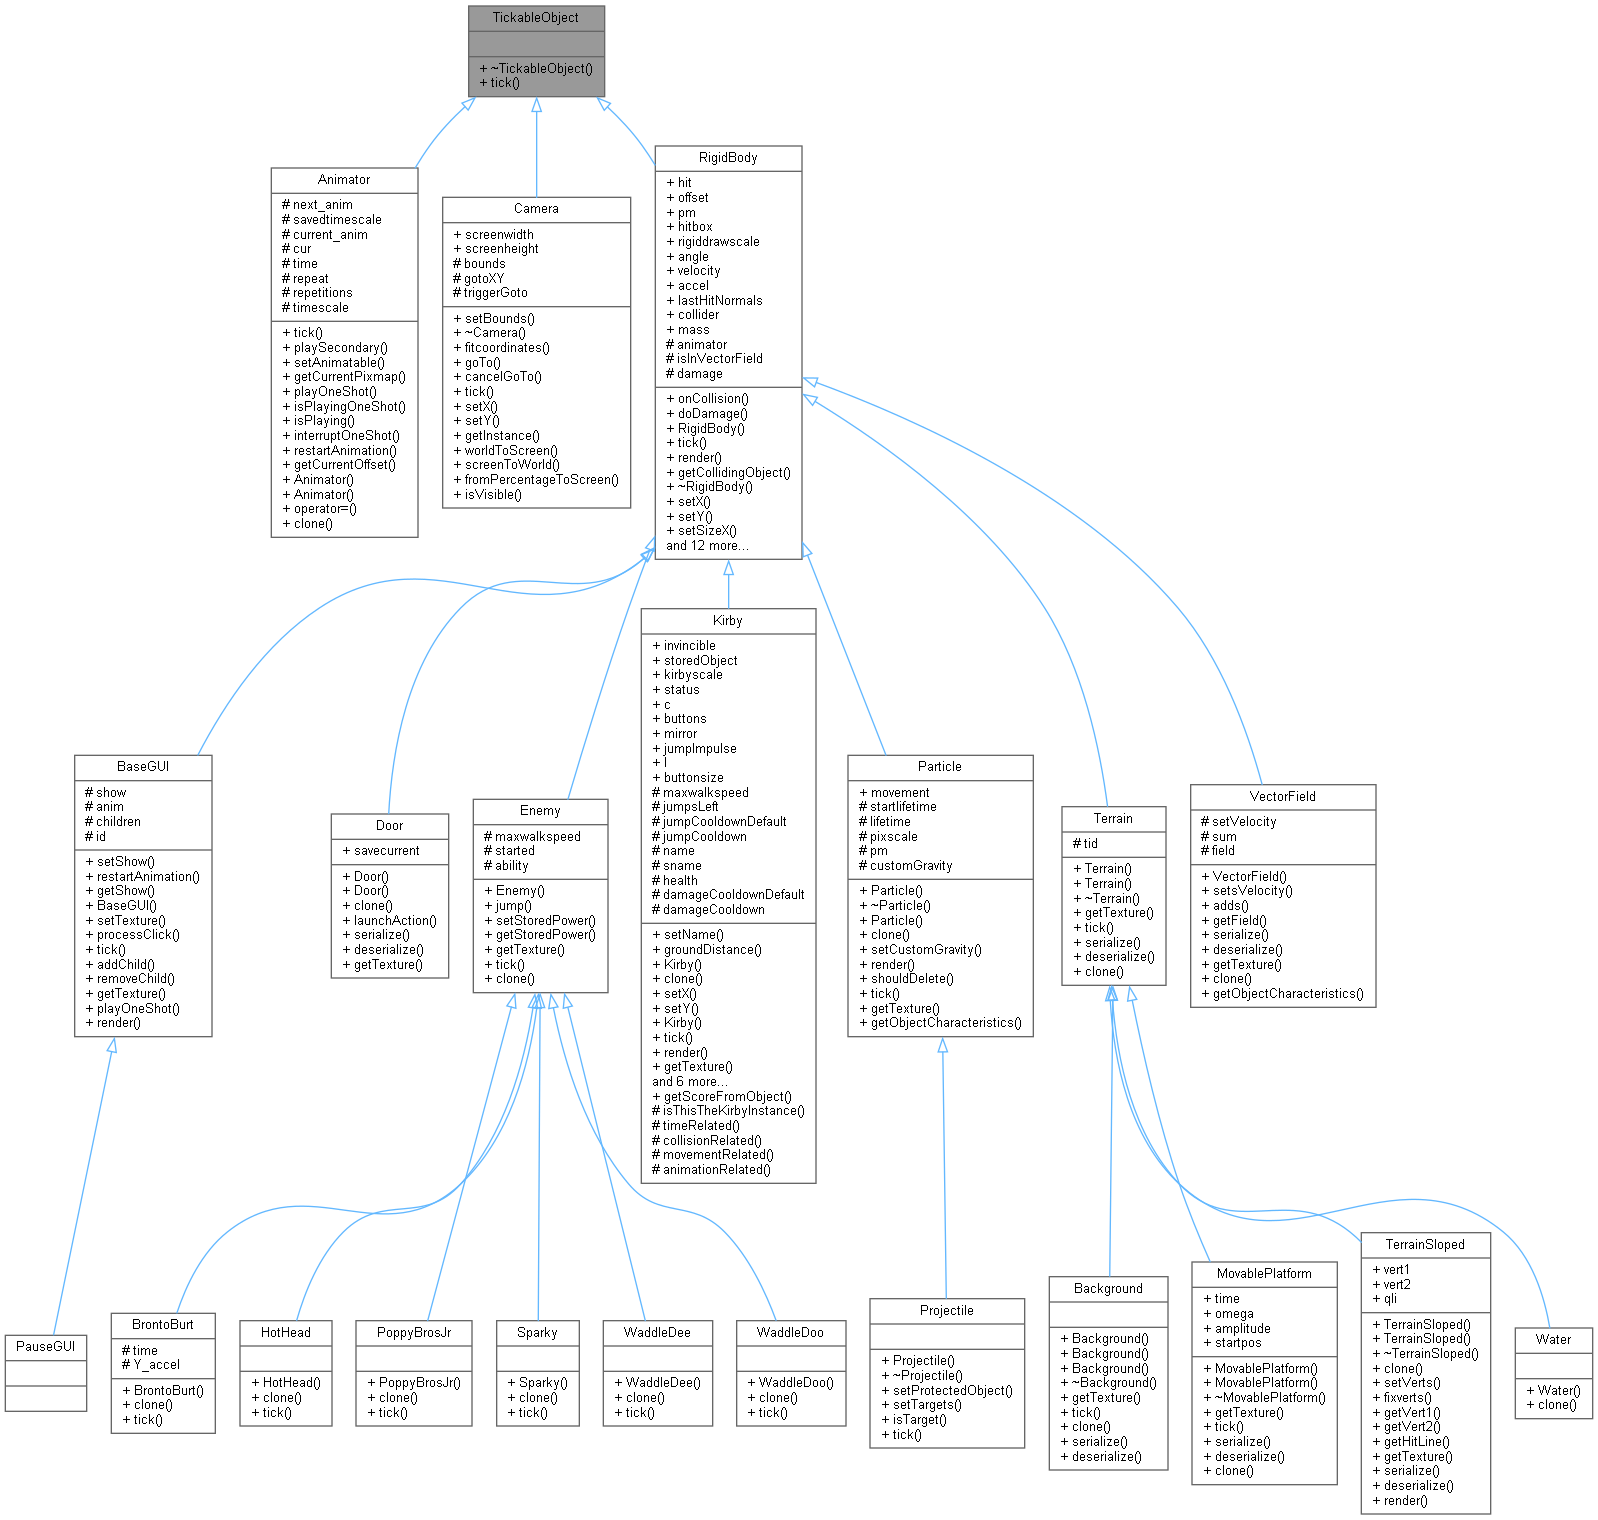 TickableObject
+ ~TickableObject()
+ tick()
Animator
# next_anim
# savedtimescale
# current_anim
# cur
# time
# repeat
# repetitions
# timescale
+ tick()
+ playSecondary()
+ setAnimatable()
+ getCurrentPixmap()
+ playOneShot()
+ isPlayingOneShot()
+ isPlaying()
+ interruptOneShot()
+ restartAnimation()
+ getCurrentOffset()
+ Animator()
+ Animator()
+ operator=()
+ clone()
Camera
+ screenwidth
+ screenheight
# bounds
# gotoXY
# triggerGoto
+ setBounds()
+ ~Camera()
+ fitcoordinates()
+ goTo()
+ cancelGoTo()
+ tick()
+ setX()
+ setY()
+ getInstance()
+ worldToScreen()
+ screenToWorld()
+ fromPercentageToScreen()
+ isVisible()
RigidBody
+ hit
+ offset
+ pm
+ hitbox
+ rigiddrawscale
+ angle
+ velocity
+ accel
+ lastHitNormals
+ collider
+ mass
# animator
# isInVectorField
# damage
+ onCollision()
+ doDamage()
+ RigidBody()
+ tick()
+ render()
+ getCollidingObject()
+ ~RigidBody()
+ setX()
+ setY()
+ setSizeX()
and 12 more...
BaseGUI
# show
# anim
# children
# id
+ setShow()
+ restartAnimation()
+ getShow()
+ BaseGUI()
+ setTexture()
+ processClick()
+ tick()
+ addChild()
+ removeChild()
+ getTexture()
+ playOneShot()
+ render()
Door
+ savecurrent
+ Door()
+ Door()
+ clone()
+ launchAction()
+ serialize()
+ deserialize()
+ getTexture()
Enemy
# maxwalkspeed
# started
# ability
+ Enemy()
+ jump()
+ setStoredPower()
+ getStoredPower()
+ getTexture()
+ tick()
+ clone()
Kirby
+ invincible
+ storedObject
+ kirbyscale
+ status
+ c
+ buttons
+ mirror
+ jumpImpulse
+ l
+ buttonsize
# maxwalkspeed
# jumpsLeft
# jumpCooldownDefault
# jumpCooldown
# name
# sname
# health
# damageCooldownDefault
# damageCooldown
+ setName()
+ groundDistance()
+ Kirby()
+ clone()
+ setX()
+ setY()
+ Kirby()
+ tick()
+ render()
+ getTexture()
and 6 more...
+ getScoreFromObject()
# isThisTheKirbyInstance()
# timeRelated()
# collisionRelated()
# movementRelated()
# animationRelated()
Particle
+ movement
# startlifetime
# lifetime
# pixscale
# pm
# customGravity
+ Particle()
+ ~Particle()
+ Particle()
+ clone()
+ setCustomGravity()
+ render()
+ shouldDelete()
+ tick()
+ getTexture()
+ getObjectCharacteristics()
Terrain
# tid
+ Terrain()
+ Terrain()
+ ~Terrain()
+ getTexture()
+ tick()
+ serialize()
+ deserialize()
+ clone()
VectorField
# setVelocity
# sum
# field
+ VectorField()
+ setsVelocity()
+ adds()
+ getField()
+ serialize()
+ deserialize()
+ getTexture()
+ clone()
+ getObjectCharacteristics()
PauseGUI
BrontoBurt
# time
# Y_accel
+ BrontoBurt()
+ clone()
+ tick()
HotHead
+ HotHead()
+ clone()
+ tick()
PoppyBrosJr
+ PoppyBrosJr()
+ clone()
+ tick()
Sparky
+ Sparky()
+ clone()
+ tick()
WaddleDee
+ WaddleDee()
+ clone()
+ tick()
WaddleDoo
+ WaddleDoo()
+ clone()
+ tick()
Projectile
+ Projectile()
+ ~Projectile()
+ setProtectedObject()
+ setTargets()
+ isTarget()
+ tick()
Background
+ Background()
+ Background()
+ Background()
+ ~Background()
+ getTexture()
+ tick()
+ clone()
+ serialize()
+ deserialize()
MovablePlatform
+ time
+ omega
+ amplitude
+ startpos
+ MovablePlatform()
+ MovablePlatform()
+ ~MovablePlatform()
+ getTexture()
+ tick()
+ serialize()
+ deserialize()
+ clone()
TerrainSloped
+ vert1
+ vert2
+ qli
+ TerrainSloped()
+ TerrainSloped()
+ ~TerrainSloped()
+ clone()
+ setVerts()
+ fixverts()
+ getVert1()
+ getVert2()
+ getHitLine()
+ getTexture()
+ serialize()
+ deserialize()
+ render()
Water
+ Water()
+ clone()